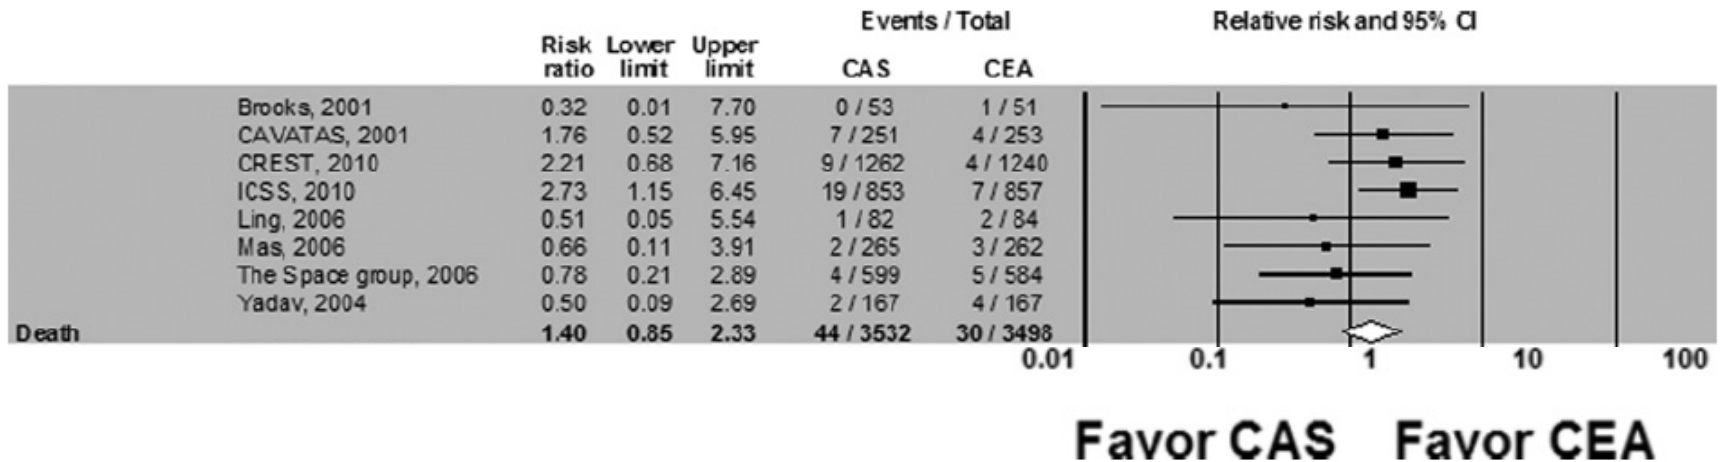 Events / Total Relative risk and 95% CI
Risk ratio Lower limit Upper limit CAS CEA
Brooks, 2001 0.32 0.01 7.70 0 / 53 1 / 51
CAVATAS, 2001 1.76 0.52 5.95 7 / 251 4 / 253
CREST, 2010 2.21 0.68 7.16 9 / 1262 4 / 1240
ICSS, 2010 2.73 1.15 6.45 19 / 853 7 / 857
Ling, 2006 0.51 0.05 5.54 1 / 82 2 / 84
Mas, 2006 0.66 0.11 3.91 2 / 265 3 / 262
The Space group, 2006 0.78 0.21 2.89 4 / 599 5 / 584
Yadav, 2004 0.50 0.09 2.69 2 / 167 4 / 167
Death 1.40 0.85 2.33 44 / 3532 30 / 3498
0.01 0.1 1 10 100
Favor CAS Favor CEA